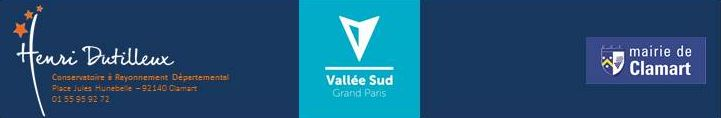 Henri Dutilleux
Conservatoire à Rayonnement Départemental
Place Jules Hunebelle – 92140 Clamart
01 55 95 92 72
Vallée Sud
Grand Paris
mairie de
Clamart